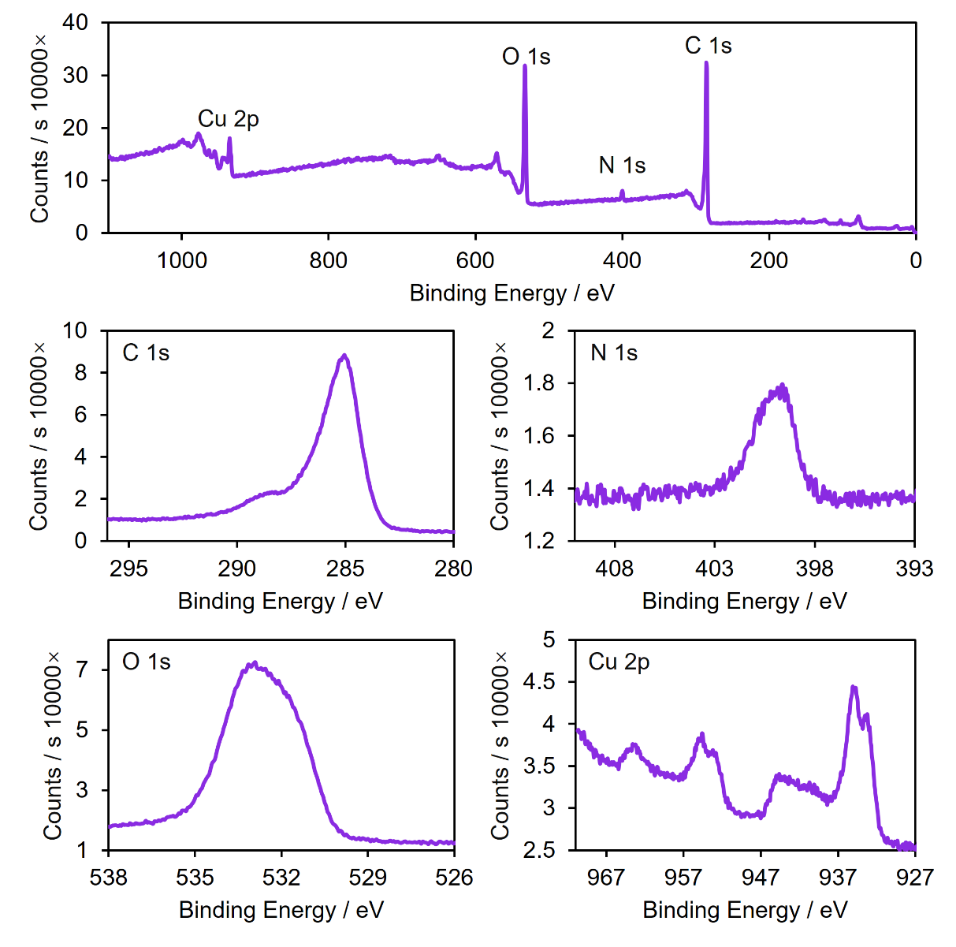 40
30
20
10
0
Counts / s 10000×
Cu 2p
O 1s
N 1s
C 1s
1000 800 600 400 200 0
Binding Energy / eV
10
8
6
4
2
0
Counts / s 10000×
C 1s
295 290 285 280
Binding Energy / eV
2
1.8
1.6
1.4
1.2
Counts / s 10000×
N 1s
408 403 398 393
Binding Energy / eV
7
5
3
1
Counts / s 10000×
O 1s
538 535 532 529 526
Binding Energy / eV
5
4.5
4
3.5
3
2.5
Counts / s 10000×
Cu 2p
967 957 947 937 927
Binding Energy / eV